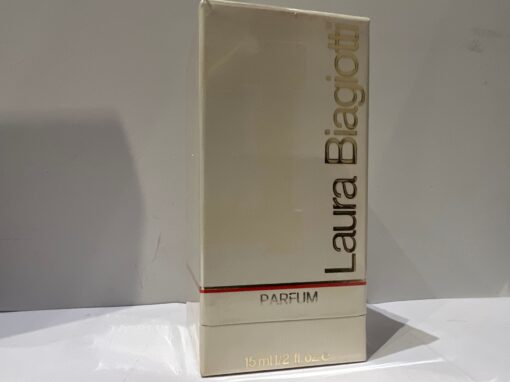 Laura Biagiotti
PARFUM
15 ml 1/2 fl. oz e